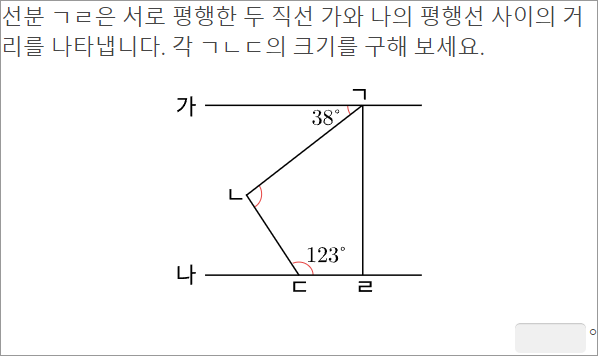 선분 ㄱㄹ은 서로 평행한 두 직선 가와 나의 평행선 사이의 거
리를 나타냅니다. 각 ㄱㄴㄷ의 크기를 구해 보세요.
ㄱ
가
38°
ㄴ
123°
나
ㄷ ㄹ
°